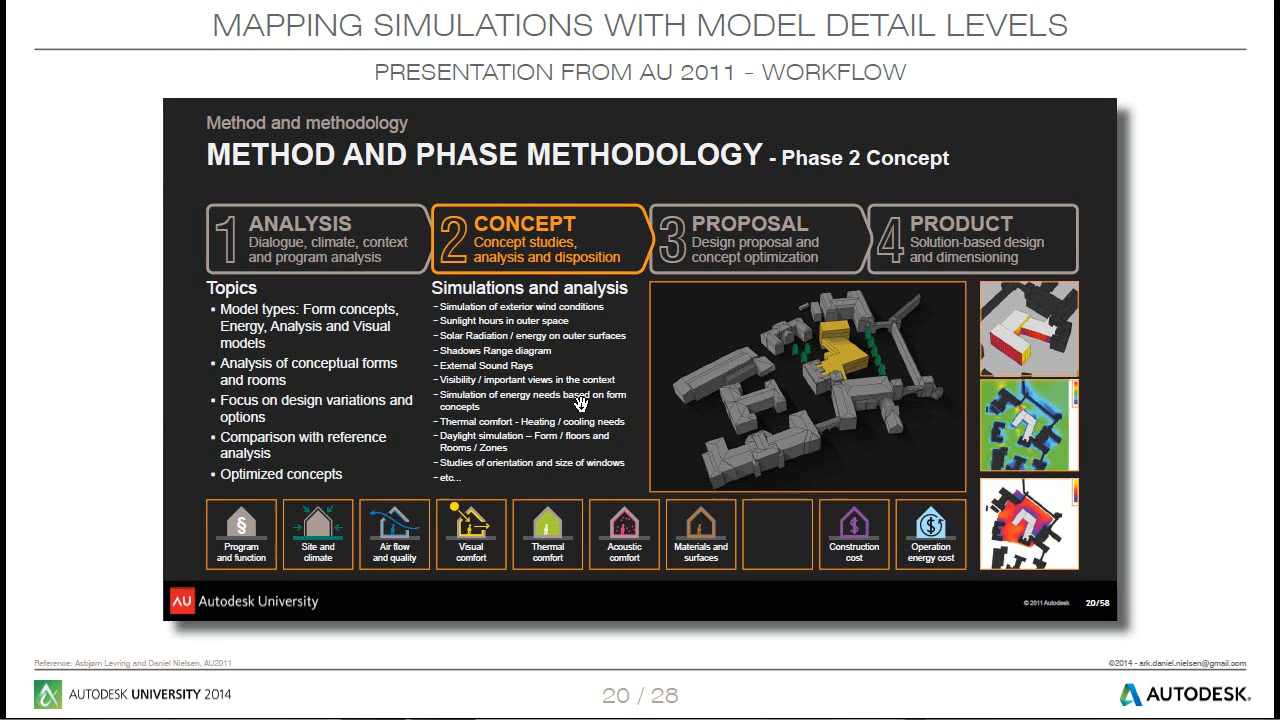 MAPPING SIMULATIONS WITH MODEL DETAIL LEVELS
PRESENTATION FROM AU 2011 - WORKFLOW
Method and methodology
METHOD AND PHASE METHODOLOGY - Phase 2 Concept
1 ANALYSIS
Dialogue, climate, context
and program analysis
2 CONCEPT
Concept studies,
analysis and disposition
3 PROPOSAL
Design proposal and
concept optimization
4 PRODUCT
Solution-based design
and dimensioning
Topics
▪ Model types: Form concepts,
Energy, Analysis and Visual
models
▪ Analysis of conceptual forms
and rooms
▪ Focus on design variations and
options
▪ Comparison with reference
analysis
▪ Optimized concepts
Simulations and analysis
– Simulation of exterior wind conditions
– Sunlight hours in outer space
– Solar Radiation / energy on outer surfaces
– Shadows Range diagram
– External Sound Rays
– Visibility / important views in the context
– Simulation of energy needs based on form
concepts
– Thermal comfort - Heating / cooling needs
– Daylight simulation – Form / floors and
Rooms / Zones
– Studies of orientation and size of windows
– etc...
§
Program
and function
Site and
climate
Air flow
and quality
Visual
comfort
Thermal
comfort
Acoustic
comfort
Materials and
surfaces
$
Construction
cost
$
Operation
energy cost
AU Autodesk University
© 2011 Autodesk
20/58
Reference: Asbjørn Levring and Daniel Nielsen, AU2011
©2014 - ark.daniel.nielsen@gmail.com
AUTODESK UNIVERSITY 2014
20 / 28
AUTODESK.